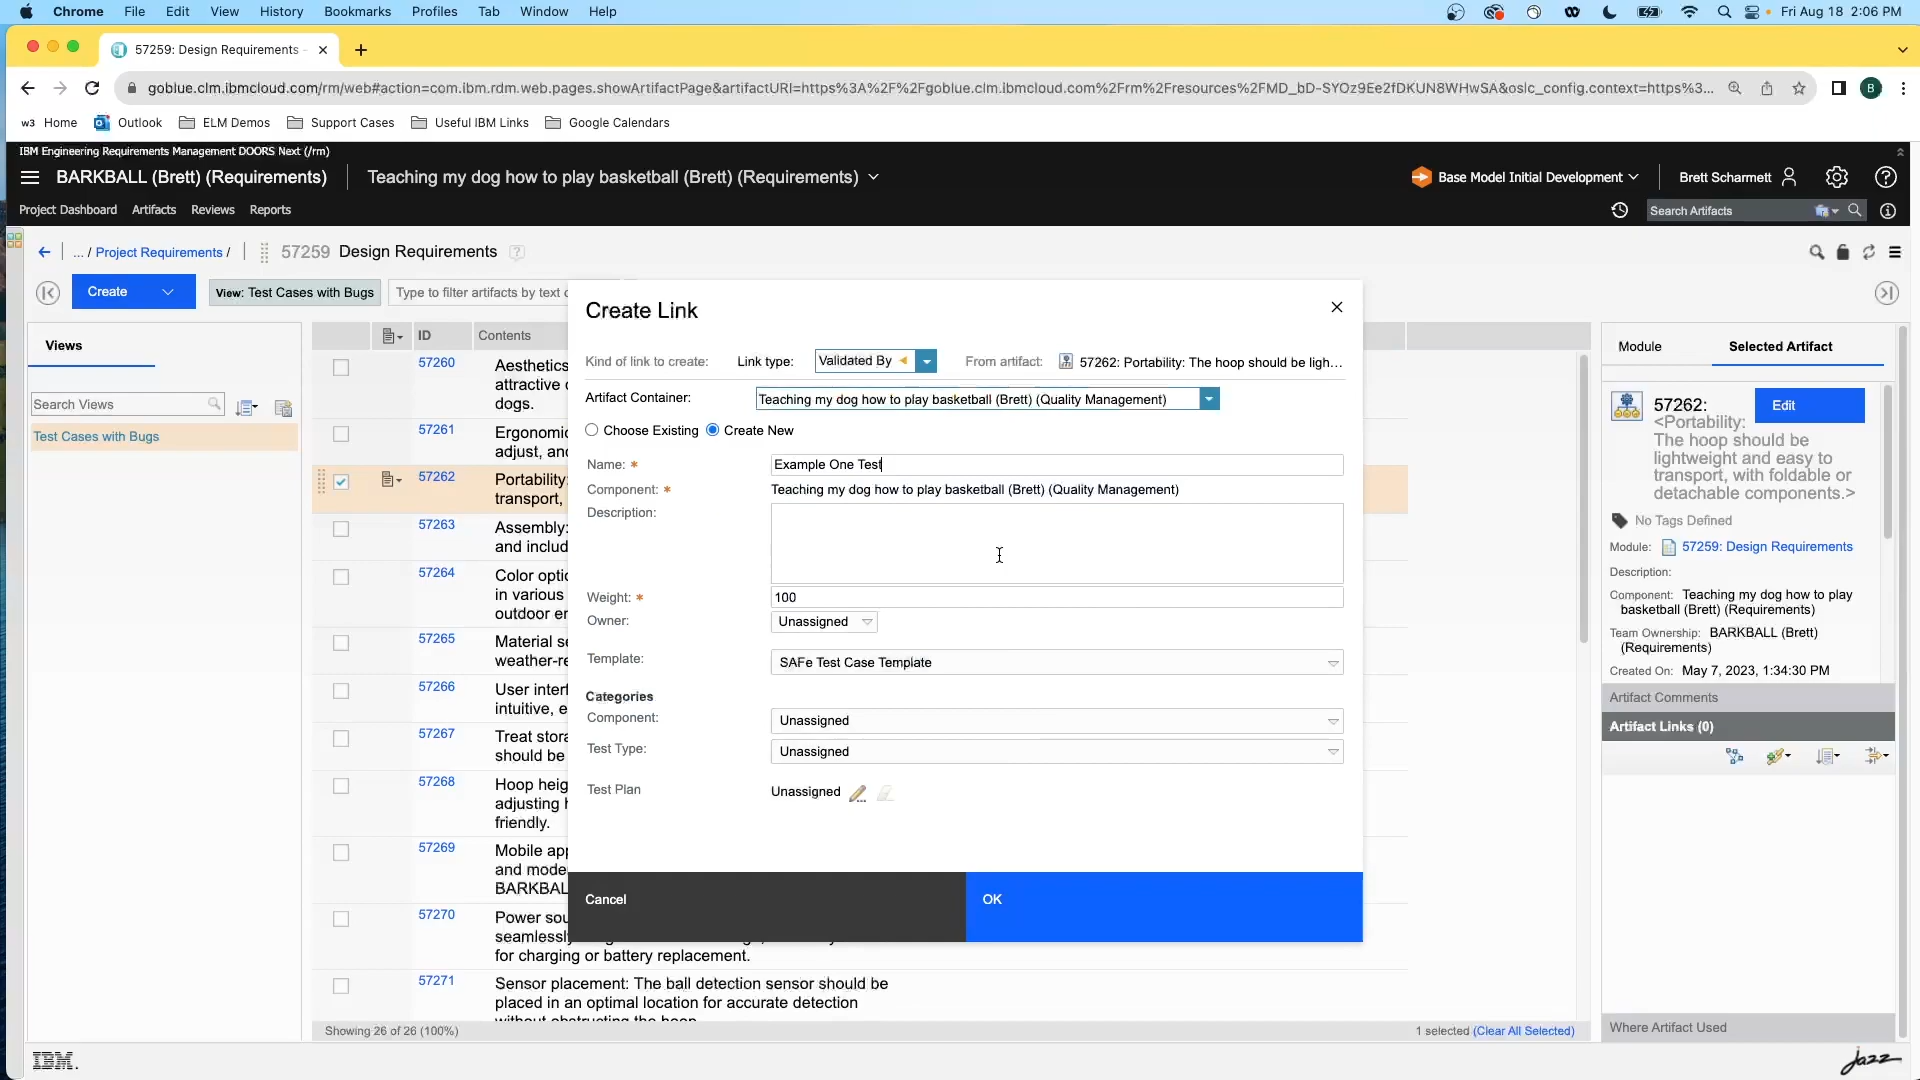 Chrome File Edit View History Bookmarks Profiles Tab Window Help Fri Aug 18 2:06 PM
57259: Design Requirements
goblue.clm.ibmcloud.com/rm/web#action=com.ibm.rdm.web.pages.showArtifactPage&artifactURI=https%3A%2F%2Fgoblue.clm.ibmcloud.com%2Frm%2Fresources%2FMD_bD-SYOz9Ee2fDKUN8WHwSA&oslc_config.context=https%3... B
w3 Home Outlook ELM Demos Support Cases Useful IBM Links Google Calendars
IBM Engineering Requirements Management DOORS Next (/rm)
BARKBALL (Brett) (Requirements) Teaching my dog how to play basketball (Brett) (Requirements) Base Model Initial Development Brett Scharmett
Project Dashboard Artifacts Reviews Reports Search Artifacts
... / Project Requirements / 57259 Design Requirements
Create View: Test Cases with Bugs Type to filter artifacts by text
Views
Search Views
Test Cases with Bugs
ID Contents
57260 Aesthetics
attractive
dogs.
57261
adjust,
57262 Portability:
transport,
57263 Assembly:
and
57264 Color
in various
outdoor
57265 Material
57266 User
intuitive,
57267 Treat
should be
57268 Hoop
adjusting
friendly.
57269 Mobile
and
BARKBALL
57270 Power
seamlessly
for charging or battery replacement.
57271 Sensor placement: The ball detection sensor should be
placed in an optimal location for accurate detection
without obstructing the hoop
Showing 26 of 26 (100%) 1 selected (Clear All Selected)
Create Link
Kind of link to create: Link type: Validated By From artifact: 57262: Portability: The hoop should be ligh...
Artifact Container: Teaching my dog how to play basketball (Brett) (Quality Management)
Choose Existing Create New
Name: * Example One Test
Component: * Teaching my dog how to play basketball (Brett) (Quality Management)
Description:
Weight: * 100
Owner: Unassigned
Template: SAFe Test Case Template
Categories
Component: Unassigned
Test Type: Unassigned
Test Plan Unassigned
Cancel OK
Module Selected Artifact
57262: Edit
<Portability:
The hoop should be
lightweight and easy to
transport, with foldable or
detachable components.>
No Tags Defined
Module: 57259: Design Requirements
Description:
Component: Teaching my dog how to play
basketball (Brett) (Requirements)
Team Ownership: BARKBALL (Brett)
(Requirements)
Created On: May 7, 2023, 1:34:30 PM
Artifact Comments
Artifact Links (0)
Where Artifact Used
IBM. Jazz